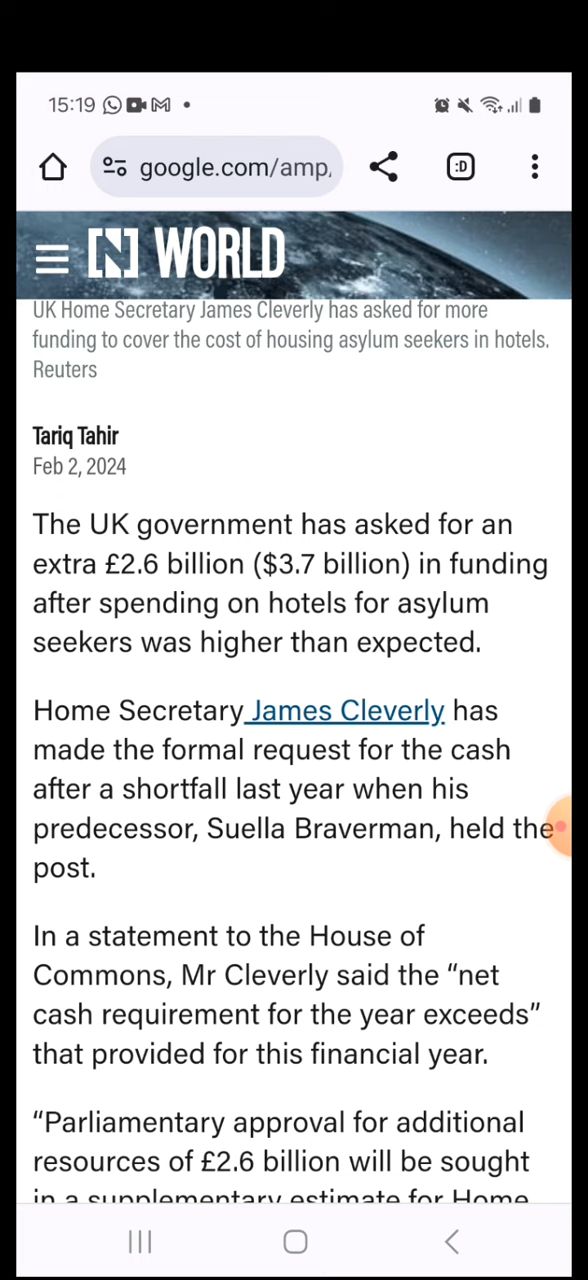 15:19
google.com/amp
:D
[N] WORLD
UK Home Secretary James Cleverly has asked for more
funding to cover the cost of housing asylum seekers in hotels.
Reuters
Tariq Tahir
Feb 2, 2024
The UK government has asked for an
extra £2.6 billion ($3.7 billion) in funding
after spending on hotels for asylum
seekers was higher than expected.
Home Secretary James Cleverly has
made the formal request for the cash
after a shortfall last year when his
predecessor, Suella Braverman, held the
post.
In a statement to the House of
Commons, Mr Cleverly said the “net
cash requirement for the year exceeds”
that provided for this financial year.
“Parliamentary approval for additional
resources of £2.6 billion will be sought
in a supplementary estimate for Home